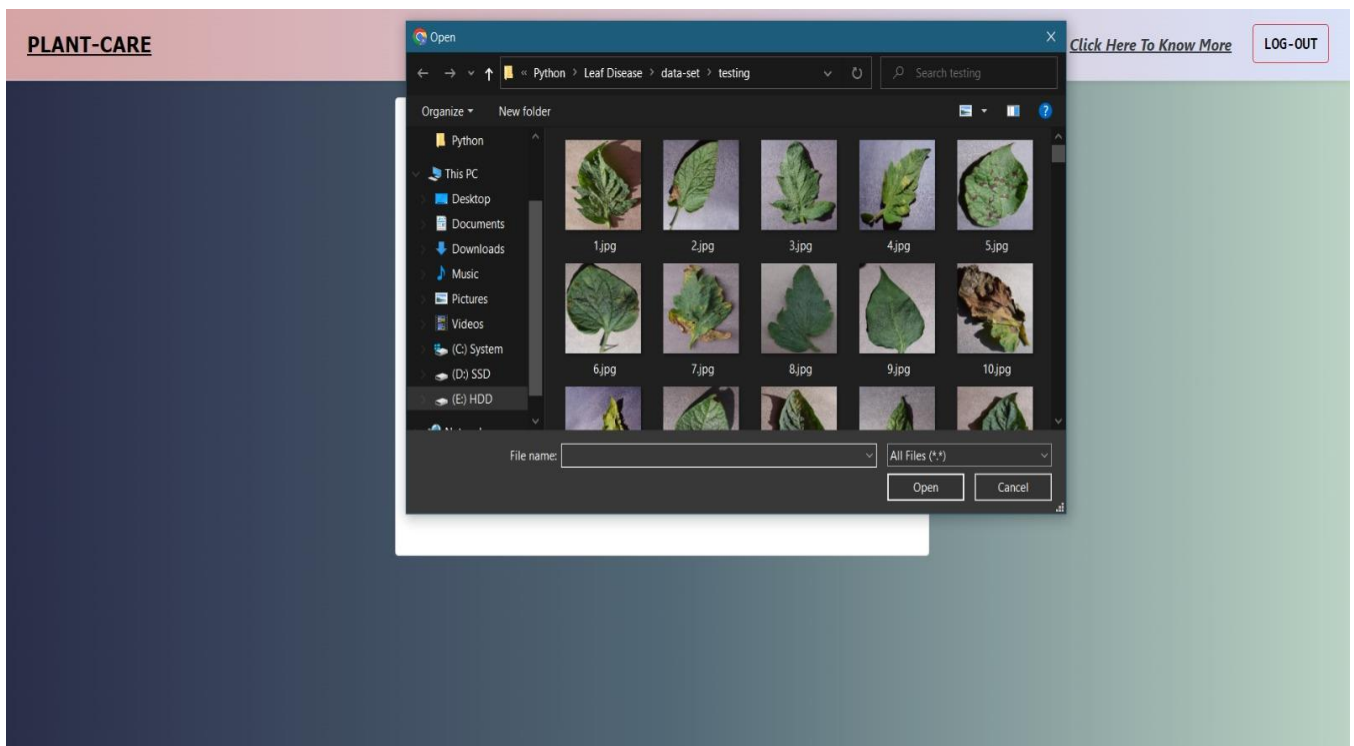 PLANT-CARE
Open
Click Here To Know More
LOG-OUT
« Python > Leaf Disease > data-set > testing
Search testing
Organize
New folder
Python
This PC
Desktop
Documents
Downloads
Music
Pictures
Videos
(C:) System
(D:) SSD
(E:) HDD
1.jpg
2.jpg
3.jpg
4.jpg
5.jpg
6.jpg
7.jpg
8.jpg
9.jpg
10.jpg
File name:
All Files (*.*)
Open
Cancel